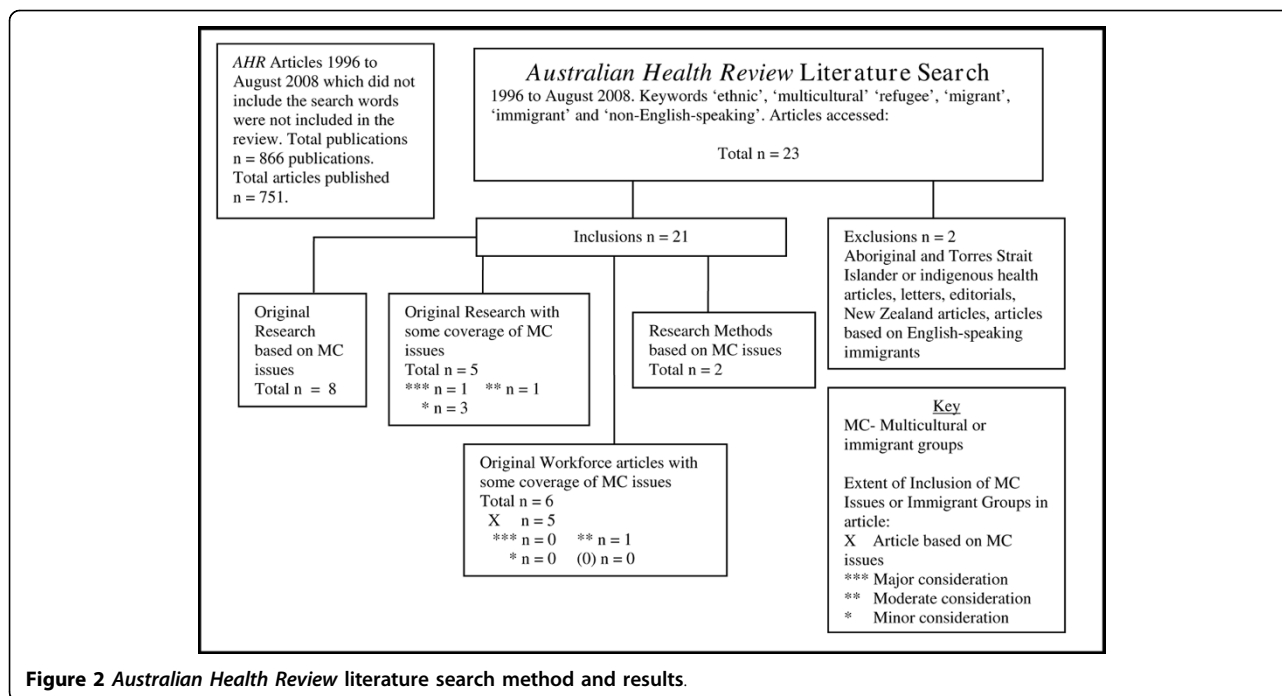 AHR Articles 1996 to
August 2008 which did not
include the search words
were not included in the
review. Total publications
n = 866 publications.
Total articles published
n = 751.
Australian Health Review Literature Search
1996 to August 2008. Keywords ‘ethnic’, ‘multicultural’ ‘refugee’, ‘migrant’,
‘immigrant’ and ‘non-English-speaking’. Articles accessed:
Total n = 23
Inclusions n = 21
Exclusions n = 2
Aboriginal and Torres Strait
Islander or indigenous health
articles, letters, editorials,
New Zealand articles, articles
based on English-speaking
immigrants
Original
Research
based on MC
issues
Total n = 8
Original Research with
some coverage of MC
issues
Total n = 5
*** n = 1 ** n = 1
* n = 3
Research Methods
based on MC issues
Total n = 2
Original Workforce articles with
some coverage of MC issues
Total n = 6
X n = 5
*** n = 0 ** n = 1
* n = 0 (0) n = 0
Key
MC- Multicultural or
immigrant groups
Extent of Inclusion of MC
Issues or Immigrant Groups in
article:
X Article based on MC
issues
*** Major consideration
** Moderate consideration
* Minor consideration
Figure 2 Australian Health Review literature search method and results.